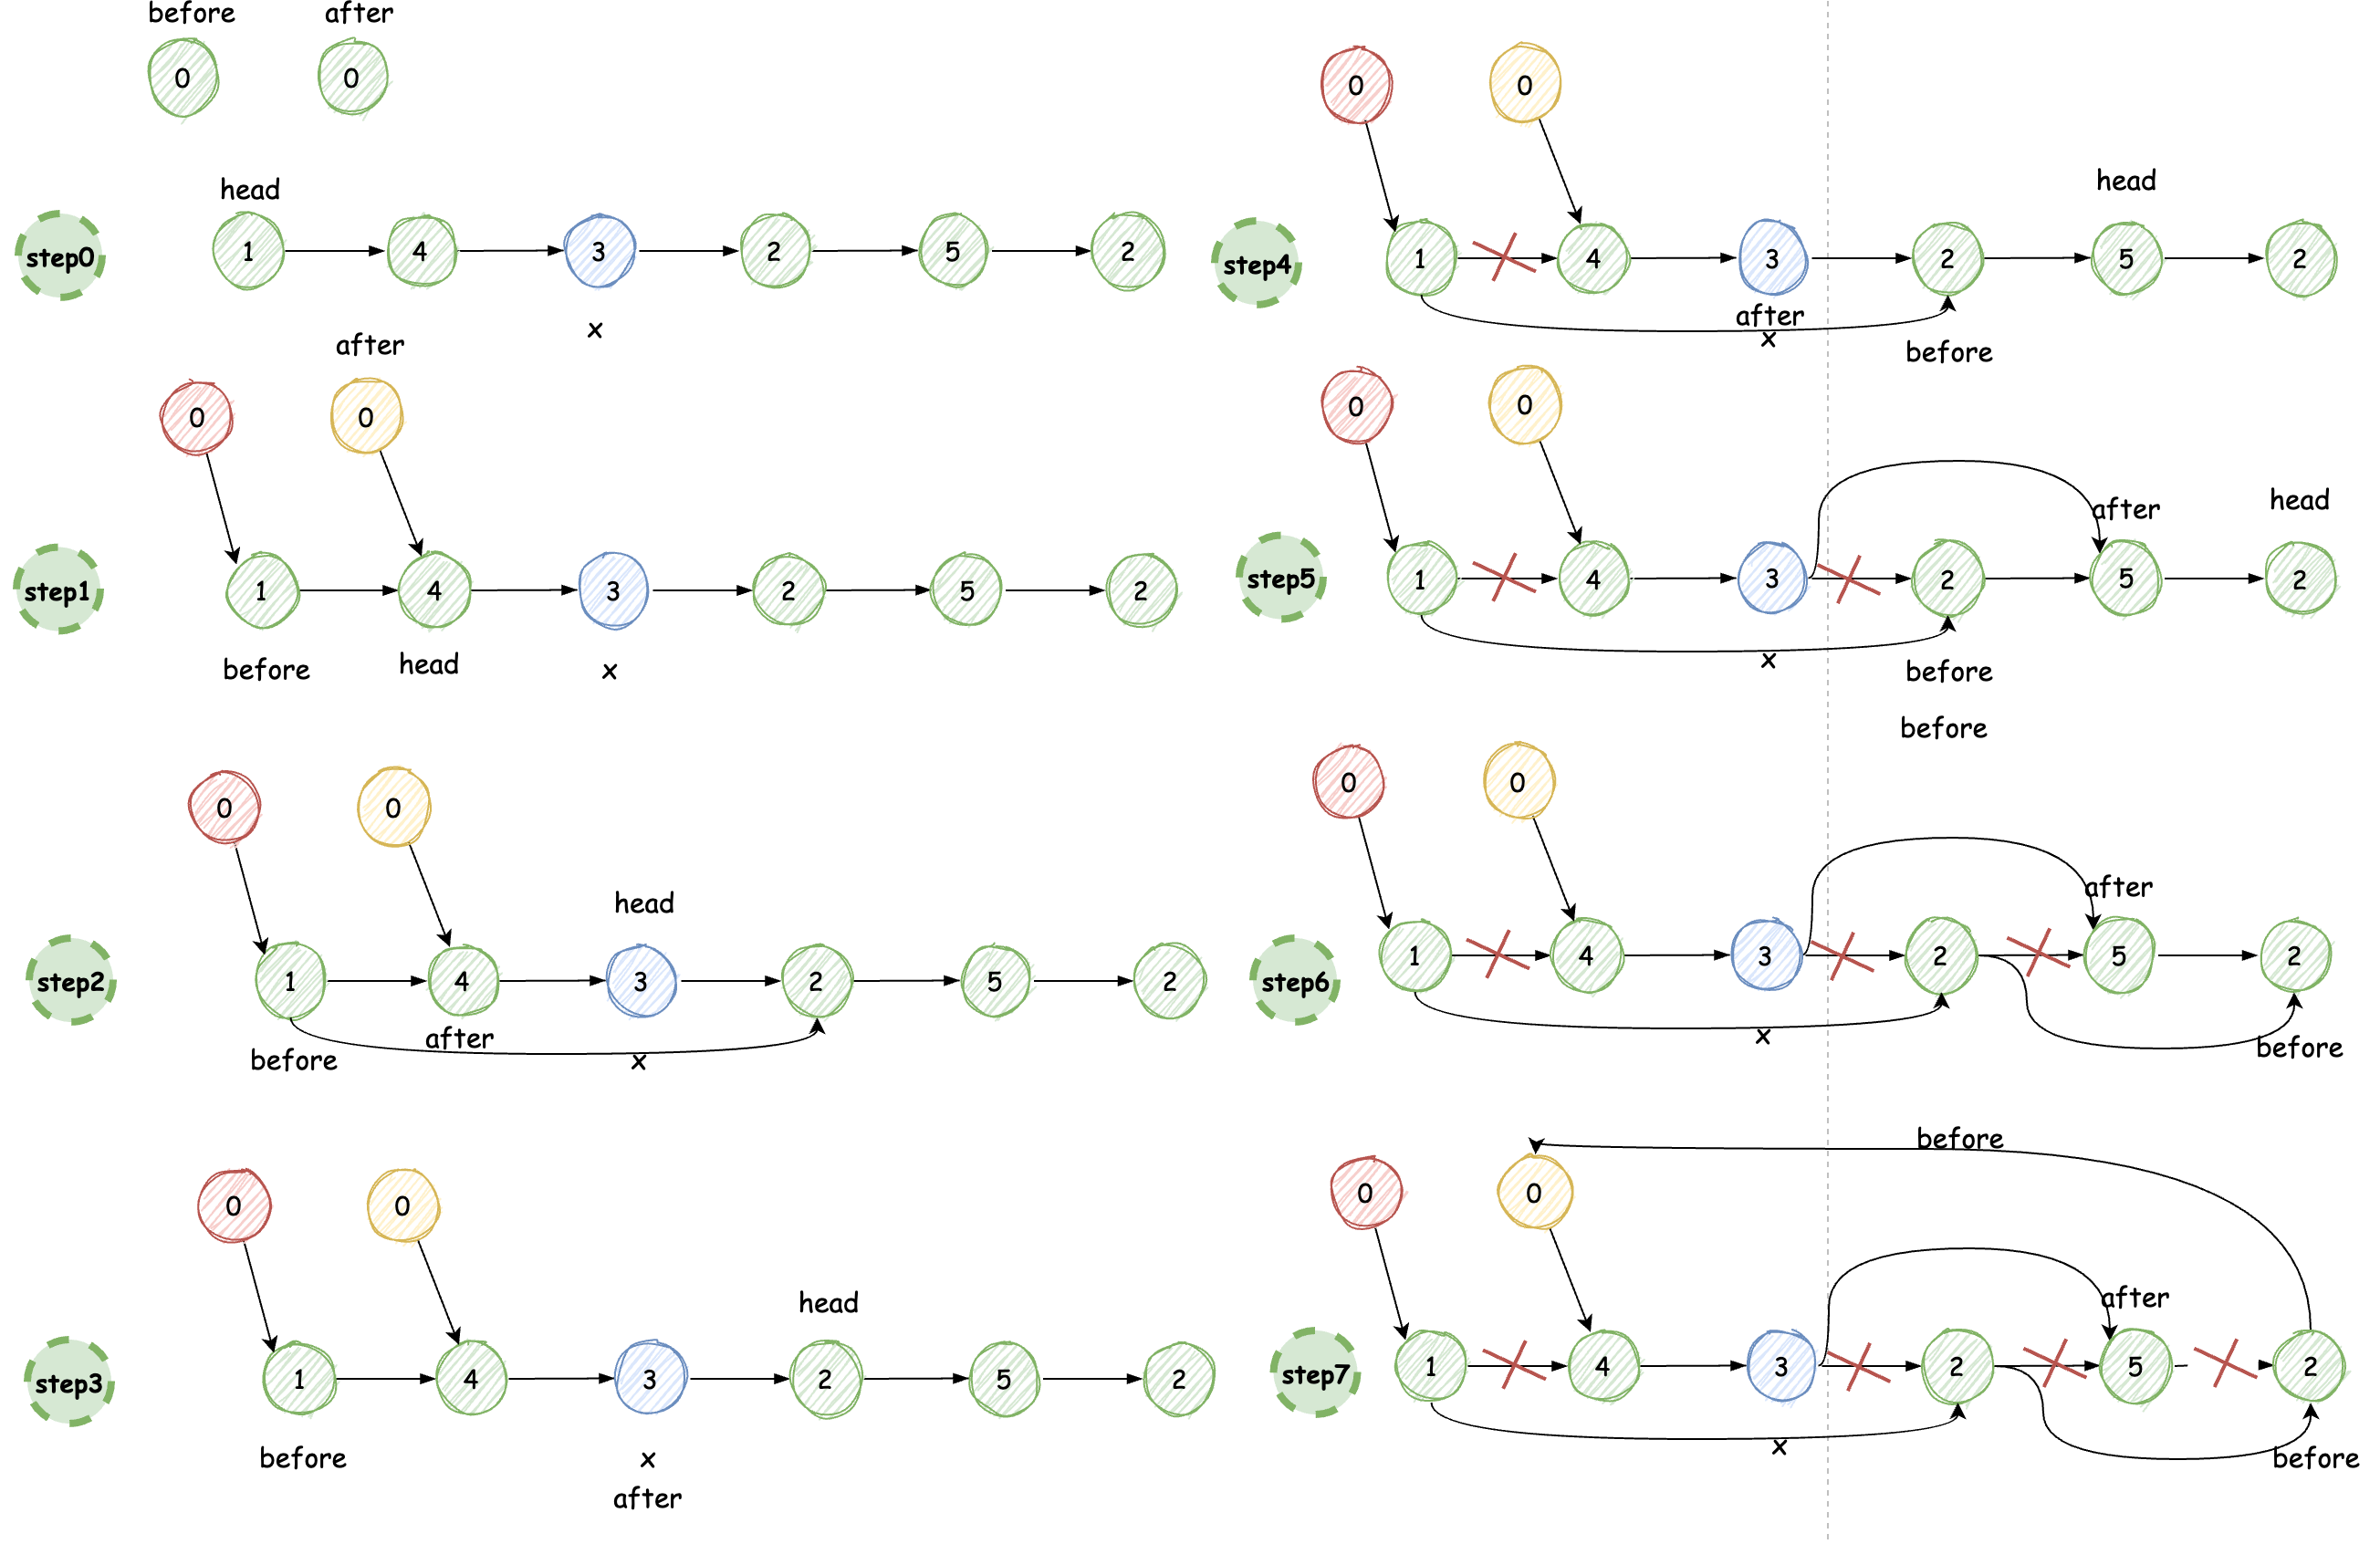 before after
0 0
head
step0 1 4 3 2 5 2
x
after
0 0
step1 1 4 3 2 5 2
before head x
0 0
head
step2 1 4 3 2 5 2
before after x
0 0
head
step3 1 4 3 2 5 2
before x
after
0 0
head
step4 1 4 3 2 5 2
after
x
before
0 0
after head
step5 1 4 3 2 5 2
x before
before
0 0
after
step6 1 4 3 2 5 2
x before
before
0 0
after
step7 1 4 3 2 5 2
x before